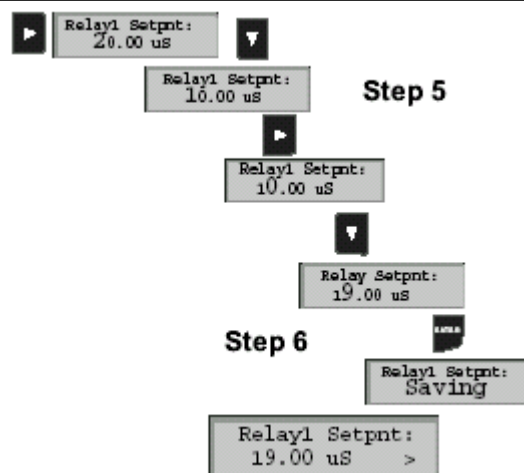 Relay1 Setpnt:
20.00 uS
Relay1 Setpnt:
10.00 uS
Step 5
Relay1 Setpnt:
10.00 uS
Relay Setpnt:
19.00 uS
Step 6
Relay1 Setpnt:
Saving
Relay1 Setpnt:
19.00 uS >